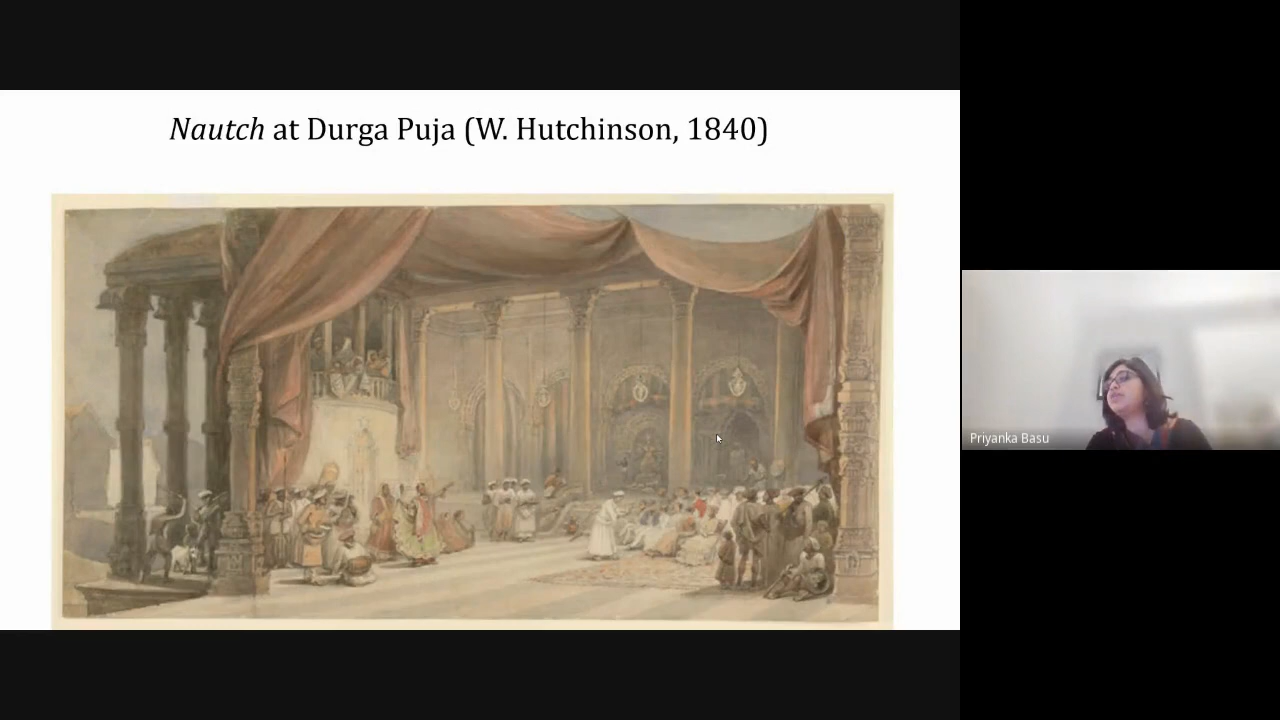 Nautch at Durga Puja (W. Hutchinson, 1840)
Priyanka Basu